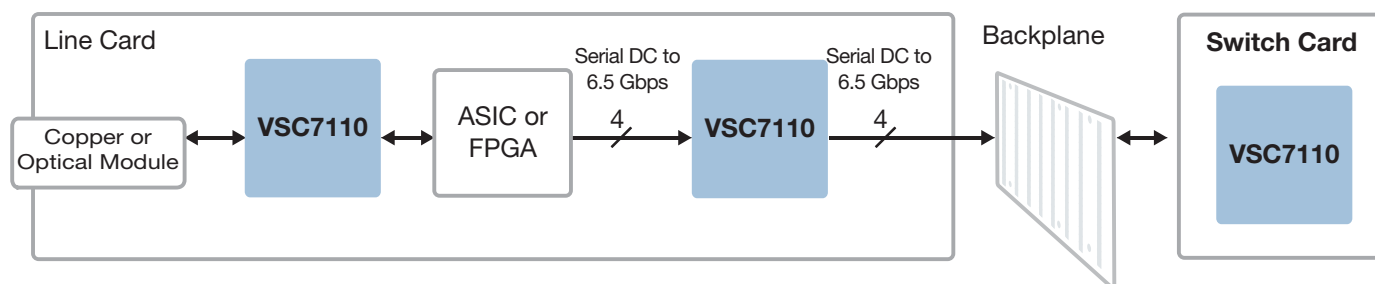 Line Card
Copper or
Optical Module
VSC7110
ASIC or
FPGA
Serial DC to
6.5 Gbps
4
VSC7110
Serial DC to
6.5 Gbps
4
Backplane
Switch Card
VSC7110